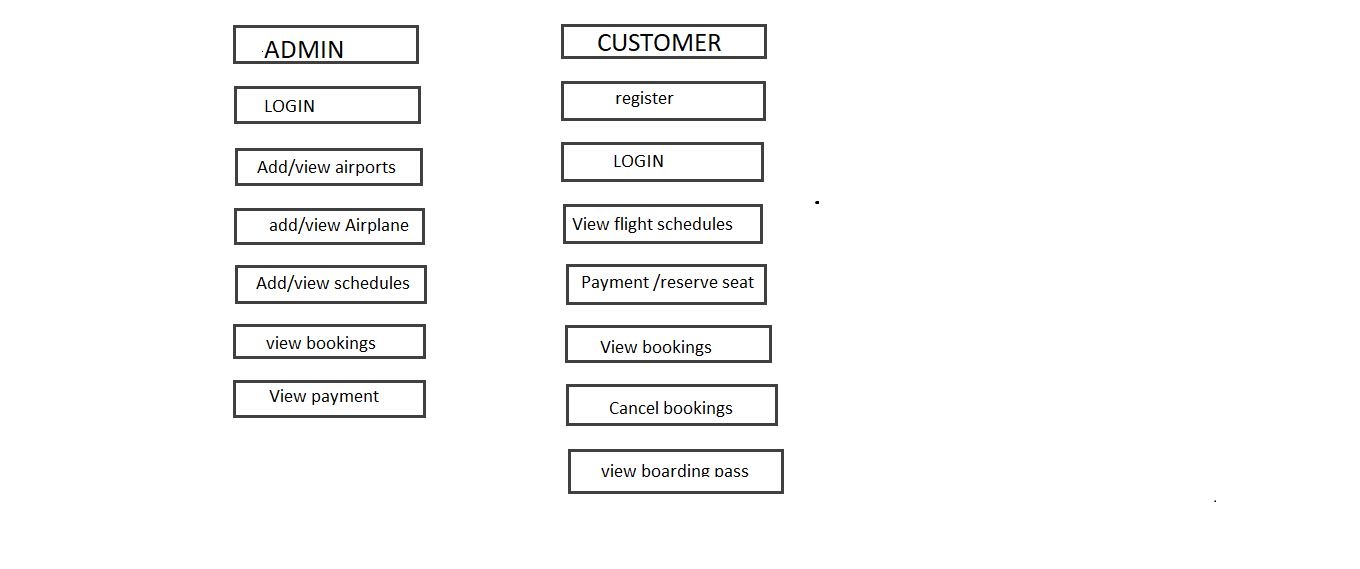 ADMIN
LOGIN
Add/view airports
add/view Airplane
Add/view schedules
view bookings
View payment
CUSTOMER
register
LOGIN
View flight schedules
Payment /reserve seat
View bookings
Cancel bookings
view boarding pass